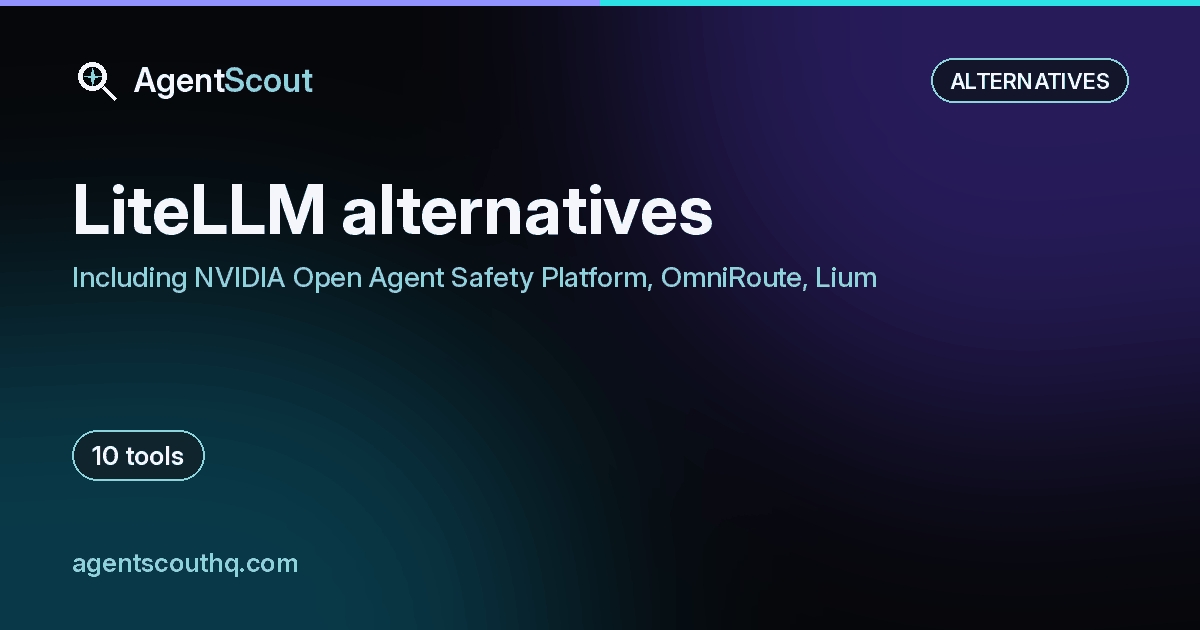 AgentScout
ALTERNATIVES
LiteLLM alternatives
Including NVIDIA Open Agent Safety Platform, OmniRoute, Lium
10 tools
agentscouthq.com